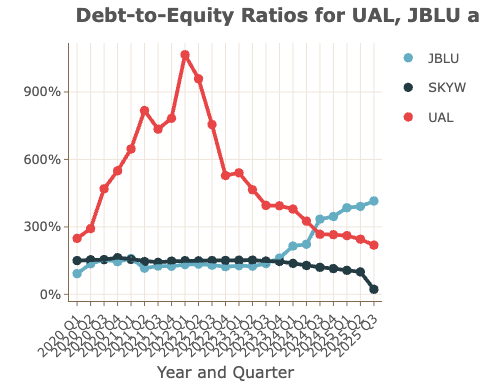 Debt-to-Equity Ratios for UAL, JBLU a
JBLU
SKYW
UAL
900%
600%
300%
0%
2020 Q1
2020 Q2
2020 Q3
2020 Q4
2021 Q1
2021 Q2
2021 Q3
2021 Q4
2022 Q1
2022 Q2
2022 Q3
2022 Q4
2023 Q1
2023 Q2
2023 Q3
2023 Q4
2024 Q1
2024 Q2
2024 Q3
2024 Q4
2025 Q1
2025 Q2
2025 Q3
Year and Quarter